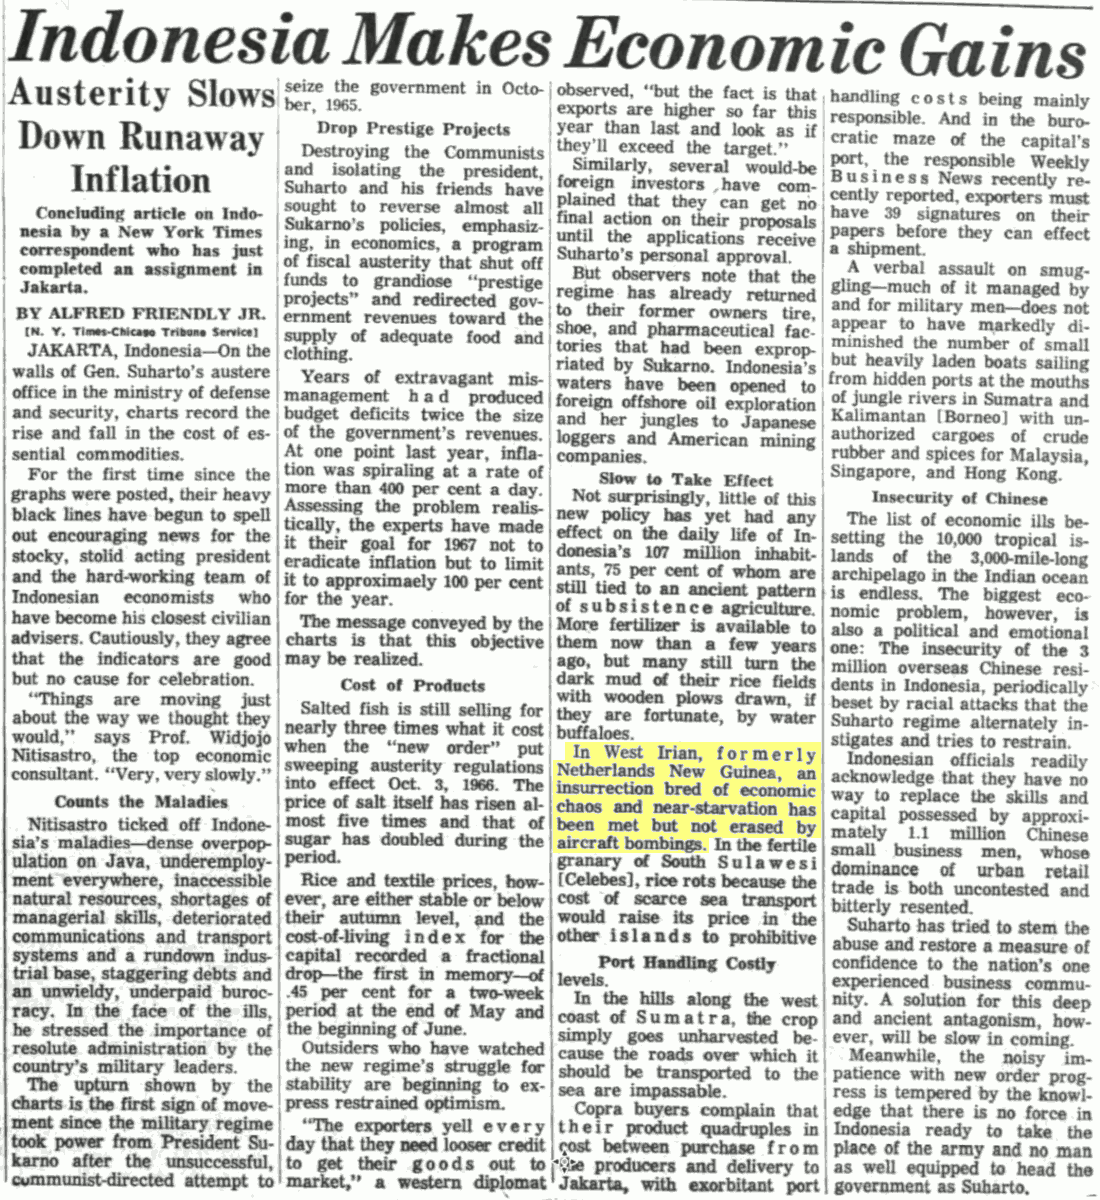 Indonesia Makes Economic Gains
Austerity Slows
Down Runaway
Inflation
Concluding article on Indo-
nesia by a New York Times
correspondent who has just
completed an assignment in
Jakarta.
BY ALFRED FRIENDLY JR.
[N. Y. Times-Chicago Tribune Service]
JAKARTA, Indonesia—On the
walls of Gen. Suharto's austere
office in the ministry of defense
and security, charts record the
rise and fall in the cost of es-
sential commodities.
For the first time since the
graphs were posted, their heavy
black lines have begun to spell
out encouraging news for the
stocky, stolid acting president
and the hard-working team of
Indonesian economists who
have become his closest civilian
advisers. Cautiously, they agree
that the indicators are good
but no cause for celebration.
"Things are moving just
about the way we thought they
would," says Prof. Widjojo
Nitisastro, the top economic
consultant. "Very, very slowly."
Counts the Maladies
Nitisastro ticked off Indone-
sia's maladies—dense overpop-
ulation on Java, underemploy-
ment everywhere, inaccessible
natural resources, shortages of
managerial skills, deteriorated
communications and transport
systems and a rundown indus-
trial base, staggering debts and
an unwieldy, underpaid buroc-
racy. In the face of the ills,
he stressed the importance of
resolute administration by the
country's military leaders.
The upturn shown by the
charts is the first sign of move-
ment since the military regime
took power from President Su-
karno after the unsuccessful,
communist-directed attempt to
seize the government in Octo-
ber, 1965.
Drop Prestige Projects
Destroying the Communists
and isolating the president,
Suharto and his friends have
sought to reverse almost all
Sukarno's policies, emphasiz-
ing, in economics, a program
of fiscal austerity that shut off
funds to grandiose "prestige
projects" and redirected gov-
ernment revenues toward the
supply of adequate food and
clothing.
Years of extravagant mis-
management had produced
budget deficits twice the size
of the government's revenues.
At one point last year, infla-
tion was spiraling at a rate of
more than 400 per cent a day.
Assessing the problem realis-
tically, the experts have made
it their goal for 1967 not to
eradicate inflation but to limit
it to approximaely 100 per cent
for the year.
The message conveyed by the
charts is that this objective
may be realized.
Cost of Products
Salted fish is still selling for
nearly three times what it cost
when the "new order" put
sweeping austerity regulations
into effect Oct. 3, 1966. The
price of salt itself has risen al-
most five times and that of
sugar has doubled during the
period.
Rice and textile prices, how-
ever, are either stable or below
their autumn level, and the
cost-of-living index for the
capital recorded a fractional
drop—the first in memory—of
.45 per cent for a two-week
period at the end of May and
the beginning of June.
Outsiders who have watched
the new regime's struggle for
stability are beginning to ex-
press restrained optimism.
"The exporters yell every
day that they need looser credit
to get their goods out to
market," a western diplomat
observed, "but the fact is that
exports are higher so far this
year than last and look as if
they'll exceed the target."
Similarly, several would-be
foreign investors have com-
plained that they can get no
final action on their proposals
until the applications receive
Suharto's personal approval.
But observers note that the
regime has already returned
to their former owners tire,
shoe, and pharmaceutical fac-
tories that had been expropr-
riated by Sukarno. Indonesia's
waters have been opened to
foreign offshore oil exploration
and her jungles to Japanese
loggers and American mining
companies.
Slow to Take Effect
Not surprisingly, little of this
new policy has yet had any
effect on the daily life of In-
donesia's 107 million inhabit-
ants, 75 per cent of whom are
still tied to an ancient pattern
of subsistence agriculture.
More fertilizer is available to
them now than a few years
ago, but many still turn the
dark mud of their rice fields
with wooden plows drawn, if
they are fortunate, by water
buffaloes.
In West Irian, formerly
Netherlands New Guinea, an
insurrection bred of economic
chaos and near-starvation has
been met but not erased by
aircraft bombings. In the fertile
granary of South Sulawesi
[Celebes], rice rots because the
cost of scarce sea transport
would raise its price in the
other islands to prohibitive
Port Handling Costly
levels.
In the hills along the west
coast of Sumatra, the crop
simply goes unharvested be-
cause the roads over which it
should be transported to the
sea are impassable.
Copra buyers complain that
their product quadruples in
cost between purchase from
the producers and delivery to
Jakarta, with exorbitant port
handling costs being mainly
responsible. And in the buro-
cratic maze of the capital's
port, the responsible Weekly
Business News recently re-
cently reported, exporters must
have 39 signatures on their
papers before they can effect
a shipment.
A verbal assault on smug-
gling—much of it managed by
and for military men—does not
appear to have markedly di-
minished the number of small
but heavily laden boats sailing
from hidden ports at the mouths
of jungle rivers in Sumatra and
Kalimantan [Borneo] with un-
authorized cargoes of crude
rubber and spices for Malaysia,
Singapore, and Hong Kong.
Insecurity of Chinese
The list of economic ills be-
setting the 10,000 tropical is-
lands of the 3,000-mile-long
archipelago in the Indian ocean
is endless. The biggest eco-
nomic problem, however, is
also a political and emotional
one: The insecurity of the 3
million overseas Chinese resi-
dents in Indonesia, periodically
beset by racial attacks that the
Suharto regime alternately in-
stigates and tries to restrain.
Indonesian officials readily
acknowledge that they have no
way to replace the skills and
capital possessed by approxi-
mately 1.1 million Chinese
small business men, whose
dominance of urban retail
trade is both uncontested and
bitterly resented.
Suharto has tried to stem the
abuse and restore a measure of
confidence to the nation's one
experienced business commu-
nity. A solution for this deep
and ancient antagonism, how-
ever, will be slow in coming.
Meanwhile, the noisy im-
patience with new order prog-
ress is tempered by the knowl-
edge that there is no force in
Indonesia ready to take the
place of the army and no man
as well equipped to head the
government as Suharto.